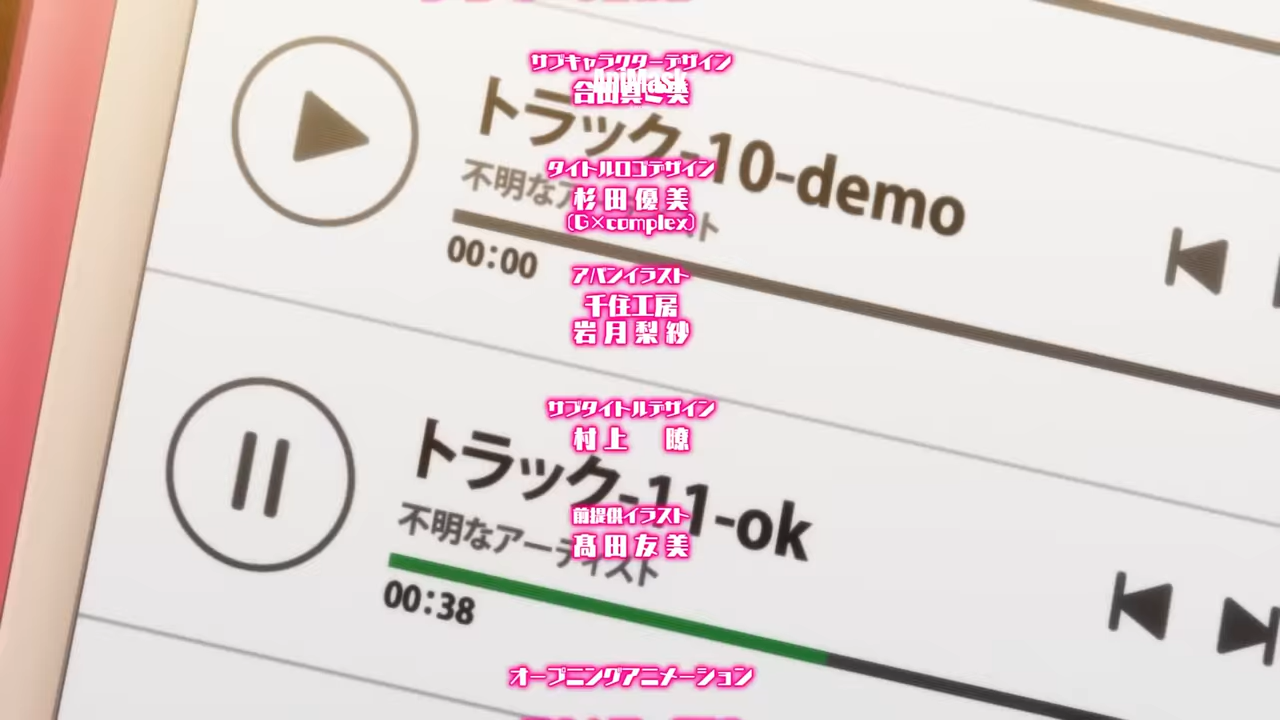 サブキャラクターデザイン
AniMask
合田真さ美
トラック-10-demo
タイトルロゴデザイン
不明なア ト
杉田優美
(G×complex)
00:00
アバンイラスト
千住工房
岩月梨紗
サブタイトルデザイン
トラック-11-ok
村上 瞭
前提供イラスト
不明なアーティスト
髙田友美
00:38
オープニングアニメーション